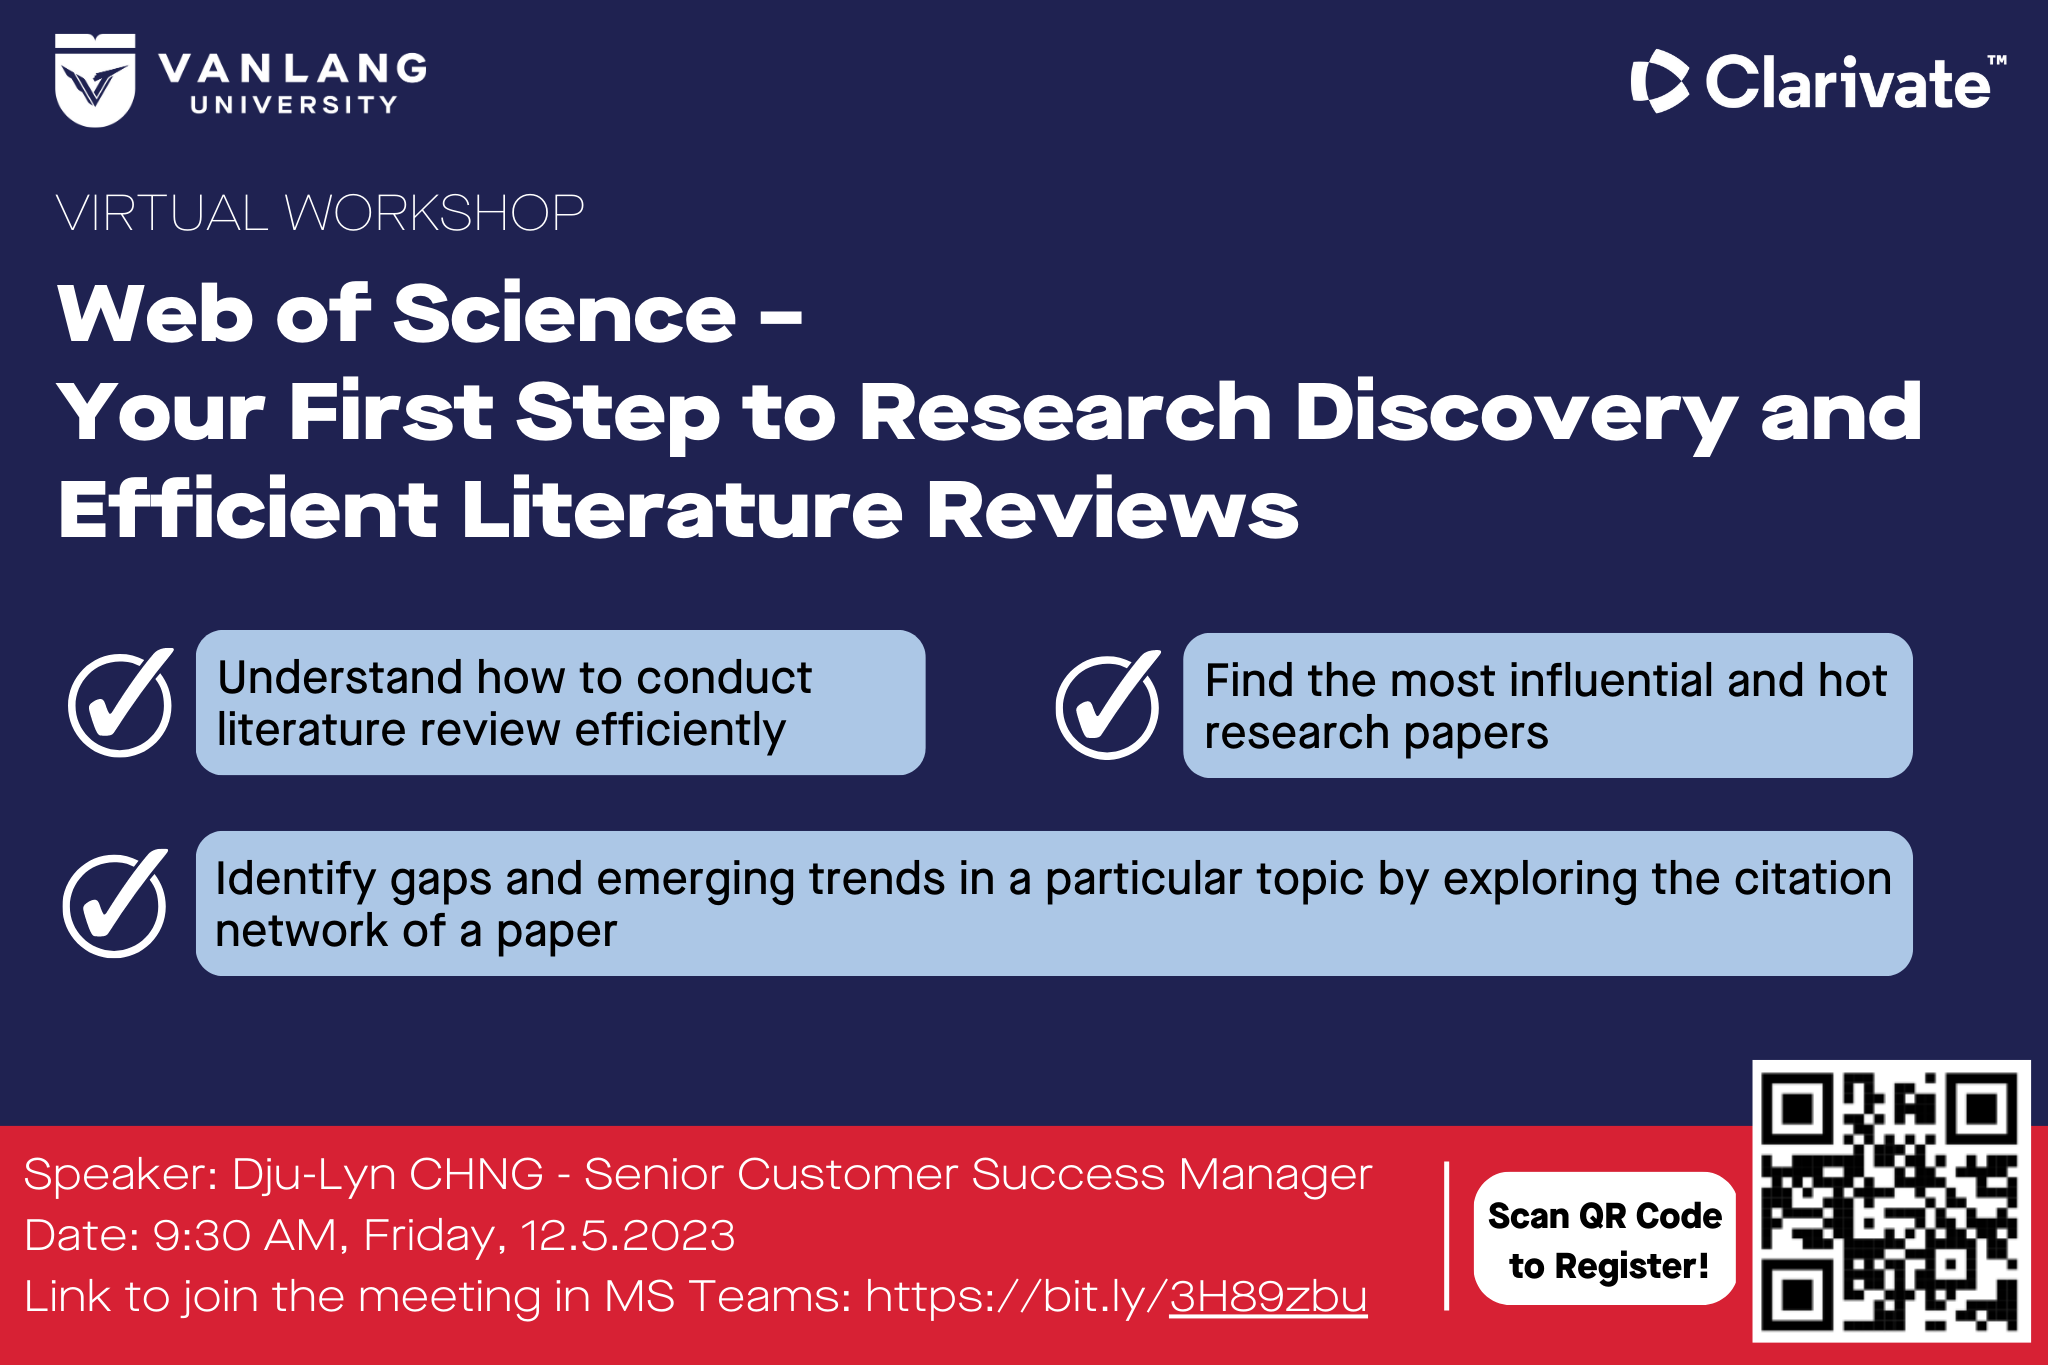 VANLANG
UNIVERSITY
Clarivate™
VIRTUAL WORKSHOP
Web of Science –
Your First Step to Research Discovery and
Efficient Literature Reviews
Understand how to conduct
literature review efficiently
Find the most influential and hot
research papers
Identify gaps and emerging trends in a particular topic by exploring the citation
network of a paper
Speaker: Dju-Lyn CHNG - Senior Customer Success Manager
Date: 9:30 AM, Friday, 12.5.2023
Link to join the meeting in MS Teams: https://bit.ly/3H89zbu
Scan QR Code
to Register!